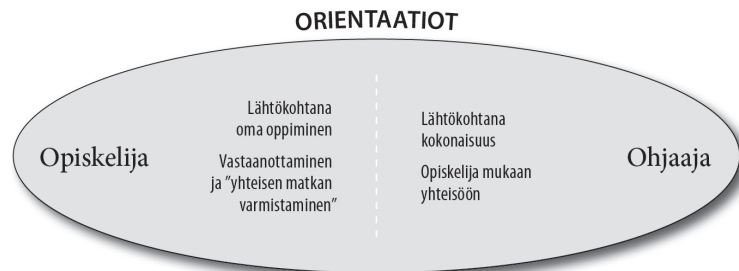 ORIENTAATIOT
Opiskelija
Lähtökohtana
oma oppiminen
Vastaanottaminen
ja ”yhteisen matkan
varmistaminen”
Lähtökohtana
kokonaisuus
Opiskelija mukaan
yhteisöön
Ohjaaja